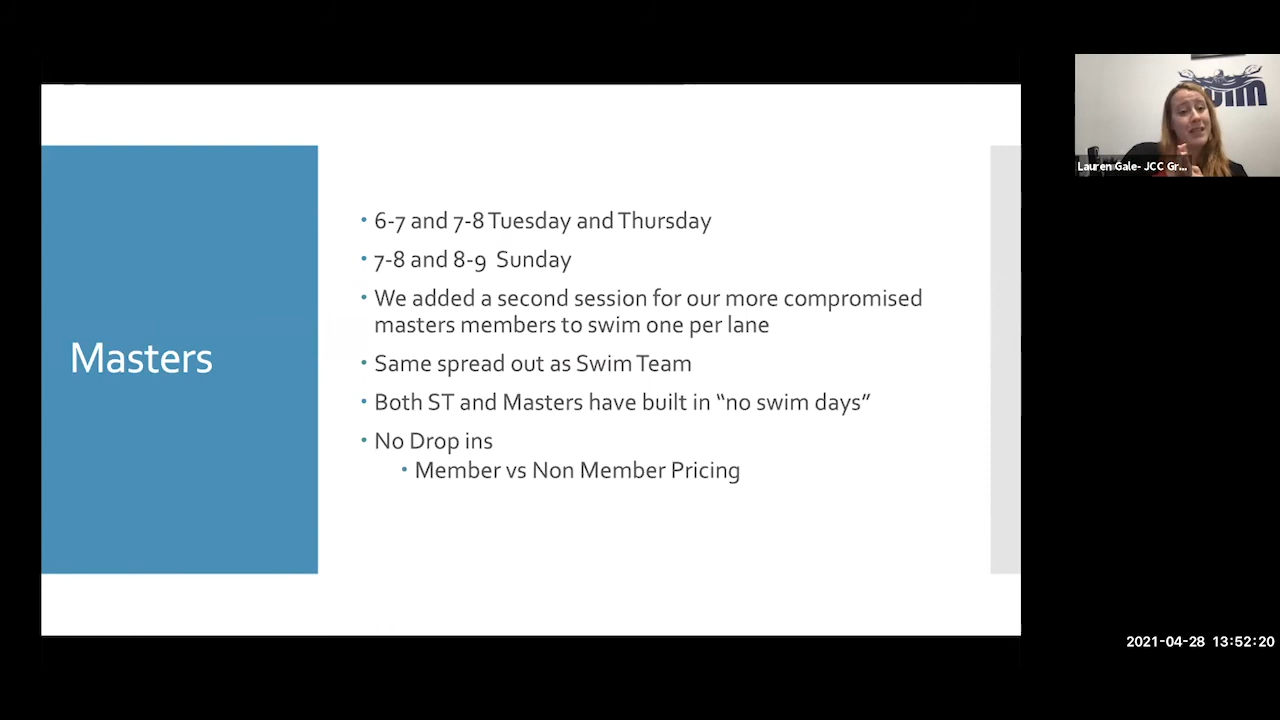 Masters
• 6-7 and 7-8 Tuesday and Thursday
• 7-8 and 8-9 Sunday
• We added a second session for our more compromised
masters members to swim one per lane
• Same spread out as Swim Team
• Both ST and Masters have built in “no swim days”
• No Drop ins
• Member vs Non Member Pricing
Lauren Gale- JCC Gr...
2021-04-28 13:52:20